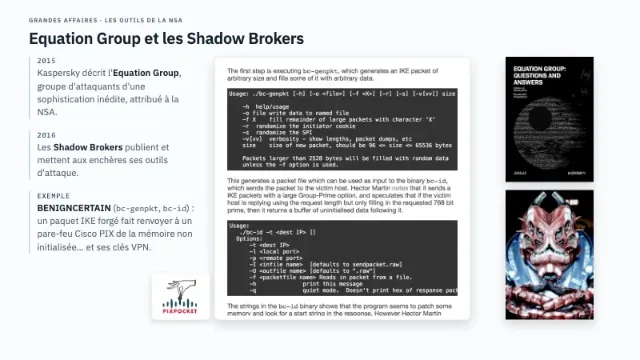 GRANDES AFFAIRES · LES OUTILS DE LA NSA
Equation Group et les Shadow Brokers
2015
Kaspersky décrit l'Equation Group,
groupe d'attaquants d'une
sophistication inédite, attribué à la
NSA.
2016
Les Shadow Brokers publient et
mettent aux enchères ses outils
d'attaque.
EXEMPLE
BENIGNCERTAIN (bc-genpkt, bc-id) :
un paquet IKE forgé fait renvoyer à un
pare-feu Cisco PIX de la mémoire non
initialisée... et ses clés VPN.
PIXPOCKET
The first step is executing bc-genpkt, which generates an IKE packet of
arbitrary size and fills some of it with arbitrary data.
Usage: ./bc-genpkt [-h] [-o <file>] [-f <X>] [-r] [-s] [-v[vv]) size
-h help/usage
-o file write data to named file
-f X fill remainder of large packets with character 'X'
-r randomize the initiator cookie
-s randomize the SPI
-v[vv] verbosity – show lengths, packet dumps, etc
size size of new packet, should be 96 <= size <= 65536 bytes
Packets larger than 2528 bytes will be filled with random data
unless the -f option is used.
This generates a packet file which can be used as input to the binary bc-id,
which sends the packet to the victim host. Hector Martin notes that it sends a
IKE packets with a large Group-Prime option, and speculates that if the victim
host is replying using the request length but only filling in the requested 768 bit
prime, then it returns a buffer of uninitialised data following it.
Usage:
./bc-id -t <dest IP> []
Options:
-t <dest IP>
-l <local port>
-p <remote port>
-I <infile name> [defaults to sendpacket.raw]
-O <outfile name> [defaults to ".raw"]
-f <packetfile name> Reads in packet from a file.
-h print this message
-q quiet mode. Doesn't print hex of response pack
The strings in the bc-id binary shows that the program seems to patch some
memory and look for a start string in the response. However Hector Martin
EQUATION GROUP:
QUESTIONS AND
ANSWERS